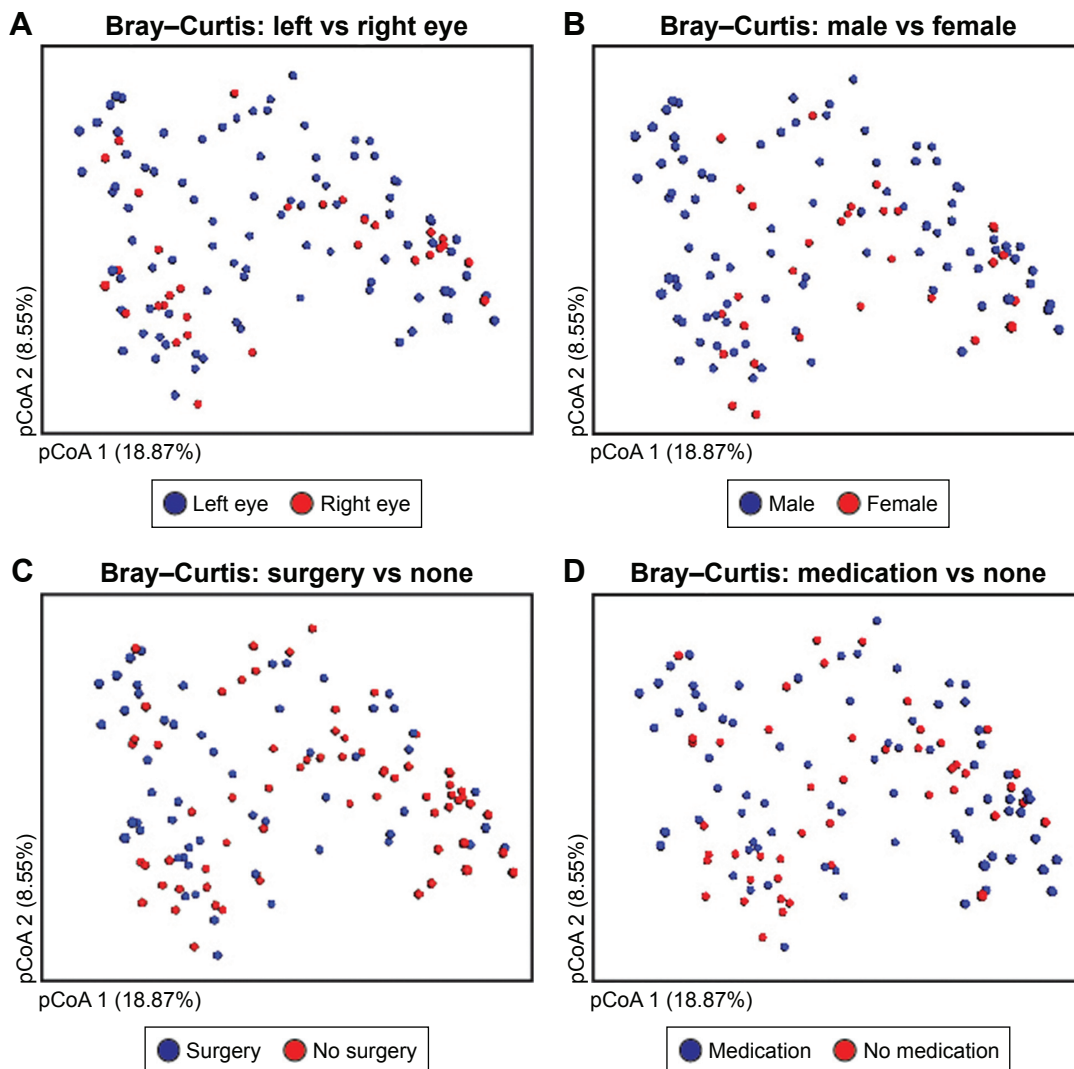 A Bray–Curtis: left vs right eye
pCoA 2 (8.55%)
pCoA 1 (18.87%)
Left eye Right eye
B Bray–Curtis: male vs female
pCoA 2 (8.55%)
pCoA 1 (18.87%)
Male Female
C Bray–Curtis: surgery vs none
pCoA 2 (8.55%)
pCoA 1 (18.87%)
Surgery No surgery
D Bray–Curtis: medication vs none
pCoA 2 (8.55%)
pCoA 1 (18.87%)
Medication No medication